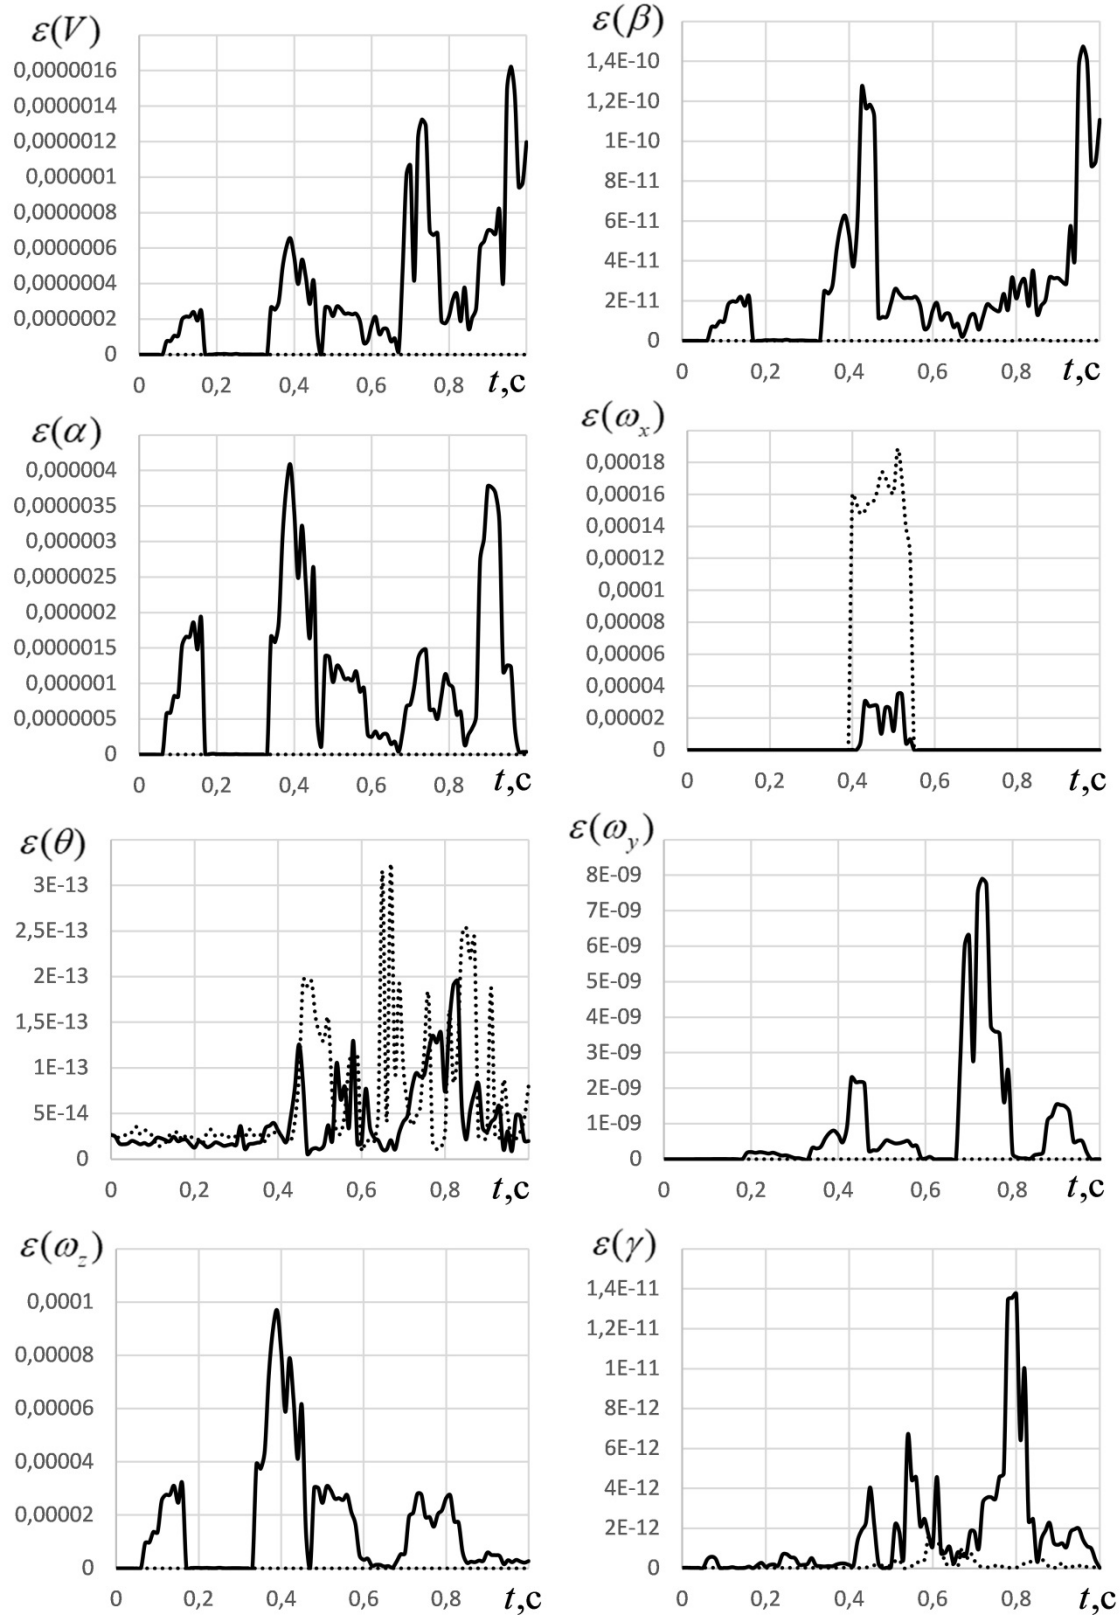 ε(V)
0,0000016
0,0000014
0,0000012
0,000001
0,0000008
0,0000006
0,0000004
0,0000002
0
0 0,2 0,4 0,6 0,8 t,c
ε(β)
1,4E-10
1,2E-10
1E-10
8E-11
6E-11
4E-11
2E-11
0
0 0,2 0,4 0,6 0,8 t,c
ε(α)
0,000004
0,0000035
0,000003
0,0000025
0,000002
0,0000015
0,000001
0,0000005
0
0 0,2 0,4 0,6 0,8 t,c
ε(ωx)
0,00018
0,00016
0,00014
0,00012
0,0001
0,00008
0,00006
0,00004
0,00002
0
0 0,2 0,4 0,6 0,8 t,c
ε(θ)
3E-13
2,5E-13
2E-13
1,5E-13
1E-13
5E-14
0
0 0,2 0,4 0,6 0,8 t,c
ε(ωy)
8E-09
7E-09
6E-09
5E-09
4E-09
3E-09
2E-09
1E-09
0
0 0,2 0,4 0,6 0,8 t,c
ε(ωz)
0,0001
0,00008
0,00006
0,00004
0,00002
0
0 0,2 0,4 0,6 0,8 t,c
ε(γ)
1,4E-11
1,2E-11
1E-11
8E-12
6E-12
4E-12
2E-12
0
0 0,2 0,4 0,6 0,8 t,c